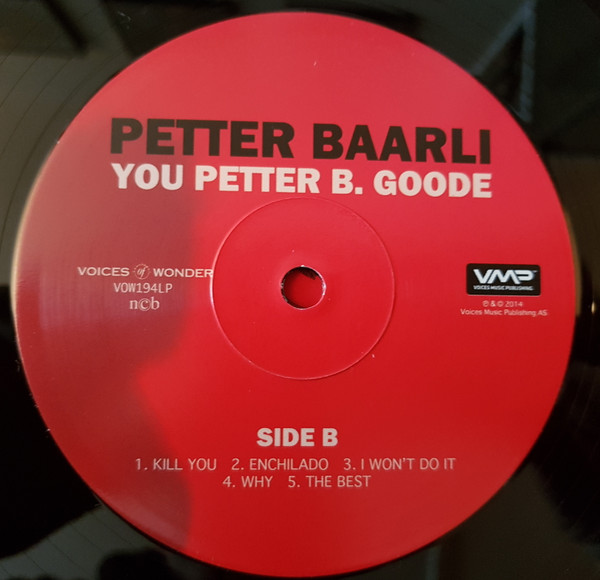 PETTER BAARLI
YOU PETTER B. GOODE
VOICES of WONDER
VOW194LP
ncb
VMP
VOICES MUSIC PUBLISHING
℗ & © 2014
Voices Music Publishing AS
SIDE B
1. KILL YOU 2. ENCHILADO 3. I WON'T DO IT
4. WHY 5. THE BEST